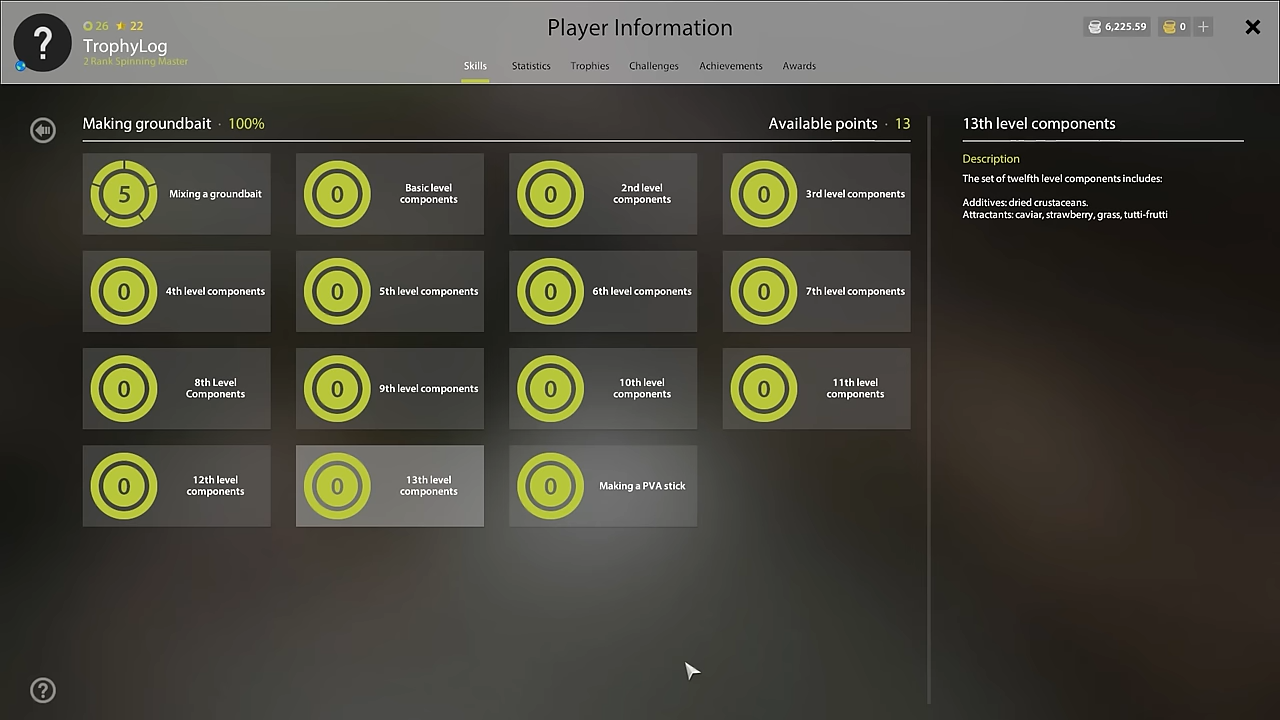 26 22
TrophyLog
2 Rank Spinning Master
Player Information
6,225.59 0 +
Skills Statistics Trophies Challenges Achievements Awards
Making groundbait · 100%
Available points · 13
5 Mixing a groundbait
0 Basic level
components
0 2nd level
components
0 3rd level components
0 4th level components
0 5th level components
0 6th level components
0 7th level components
0 8th Level
Components
0 9th level components
0 10th level
components
0 11th level
components
0 12th level
components
0 13th level
components
0 Making a PVA stick
13th level components
Description
The set of twelfth level components includes:
Additives: dried crustaceans.
Attractants: caviar, strawberry, grass, tutti-frutti